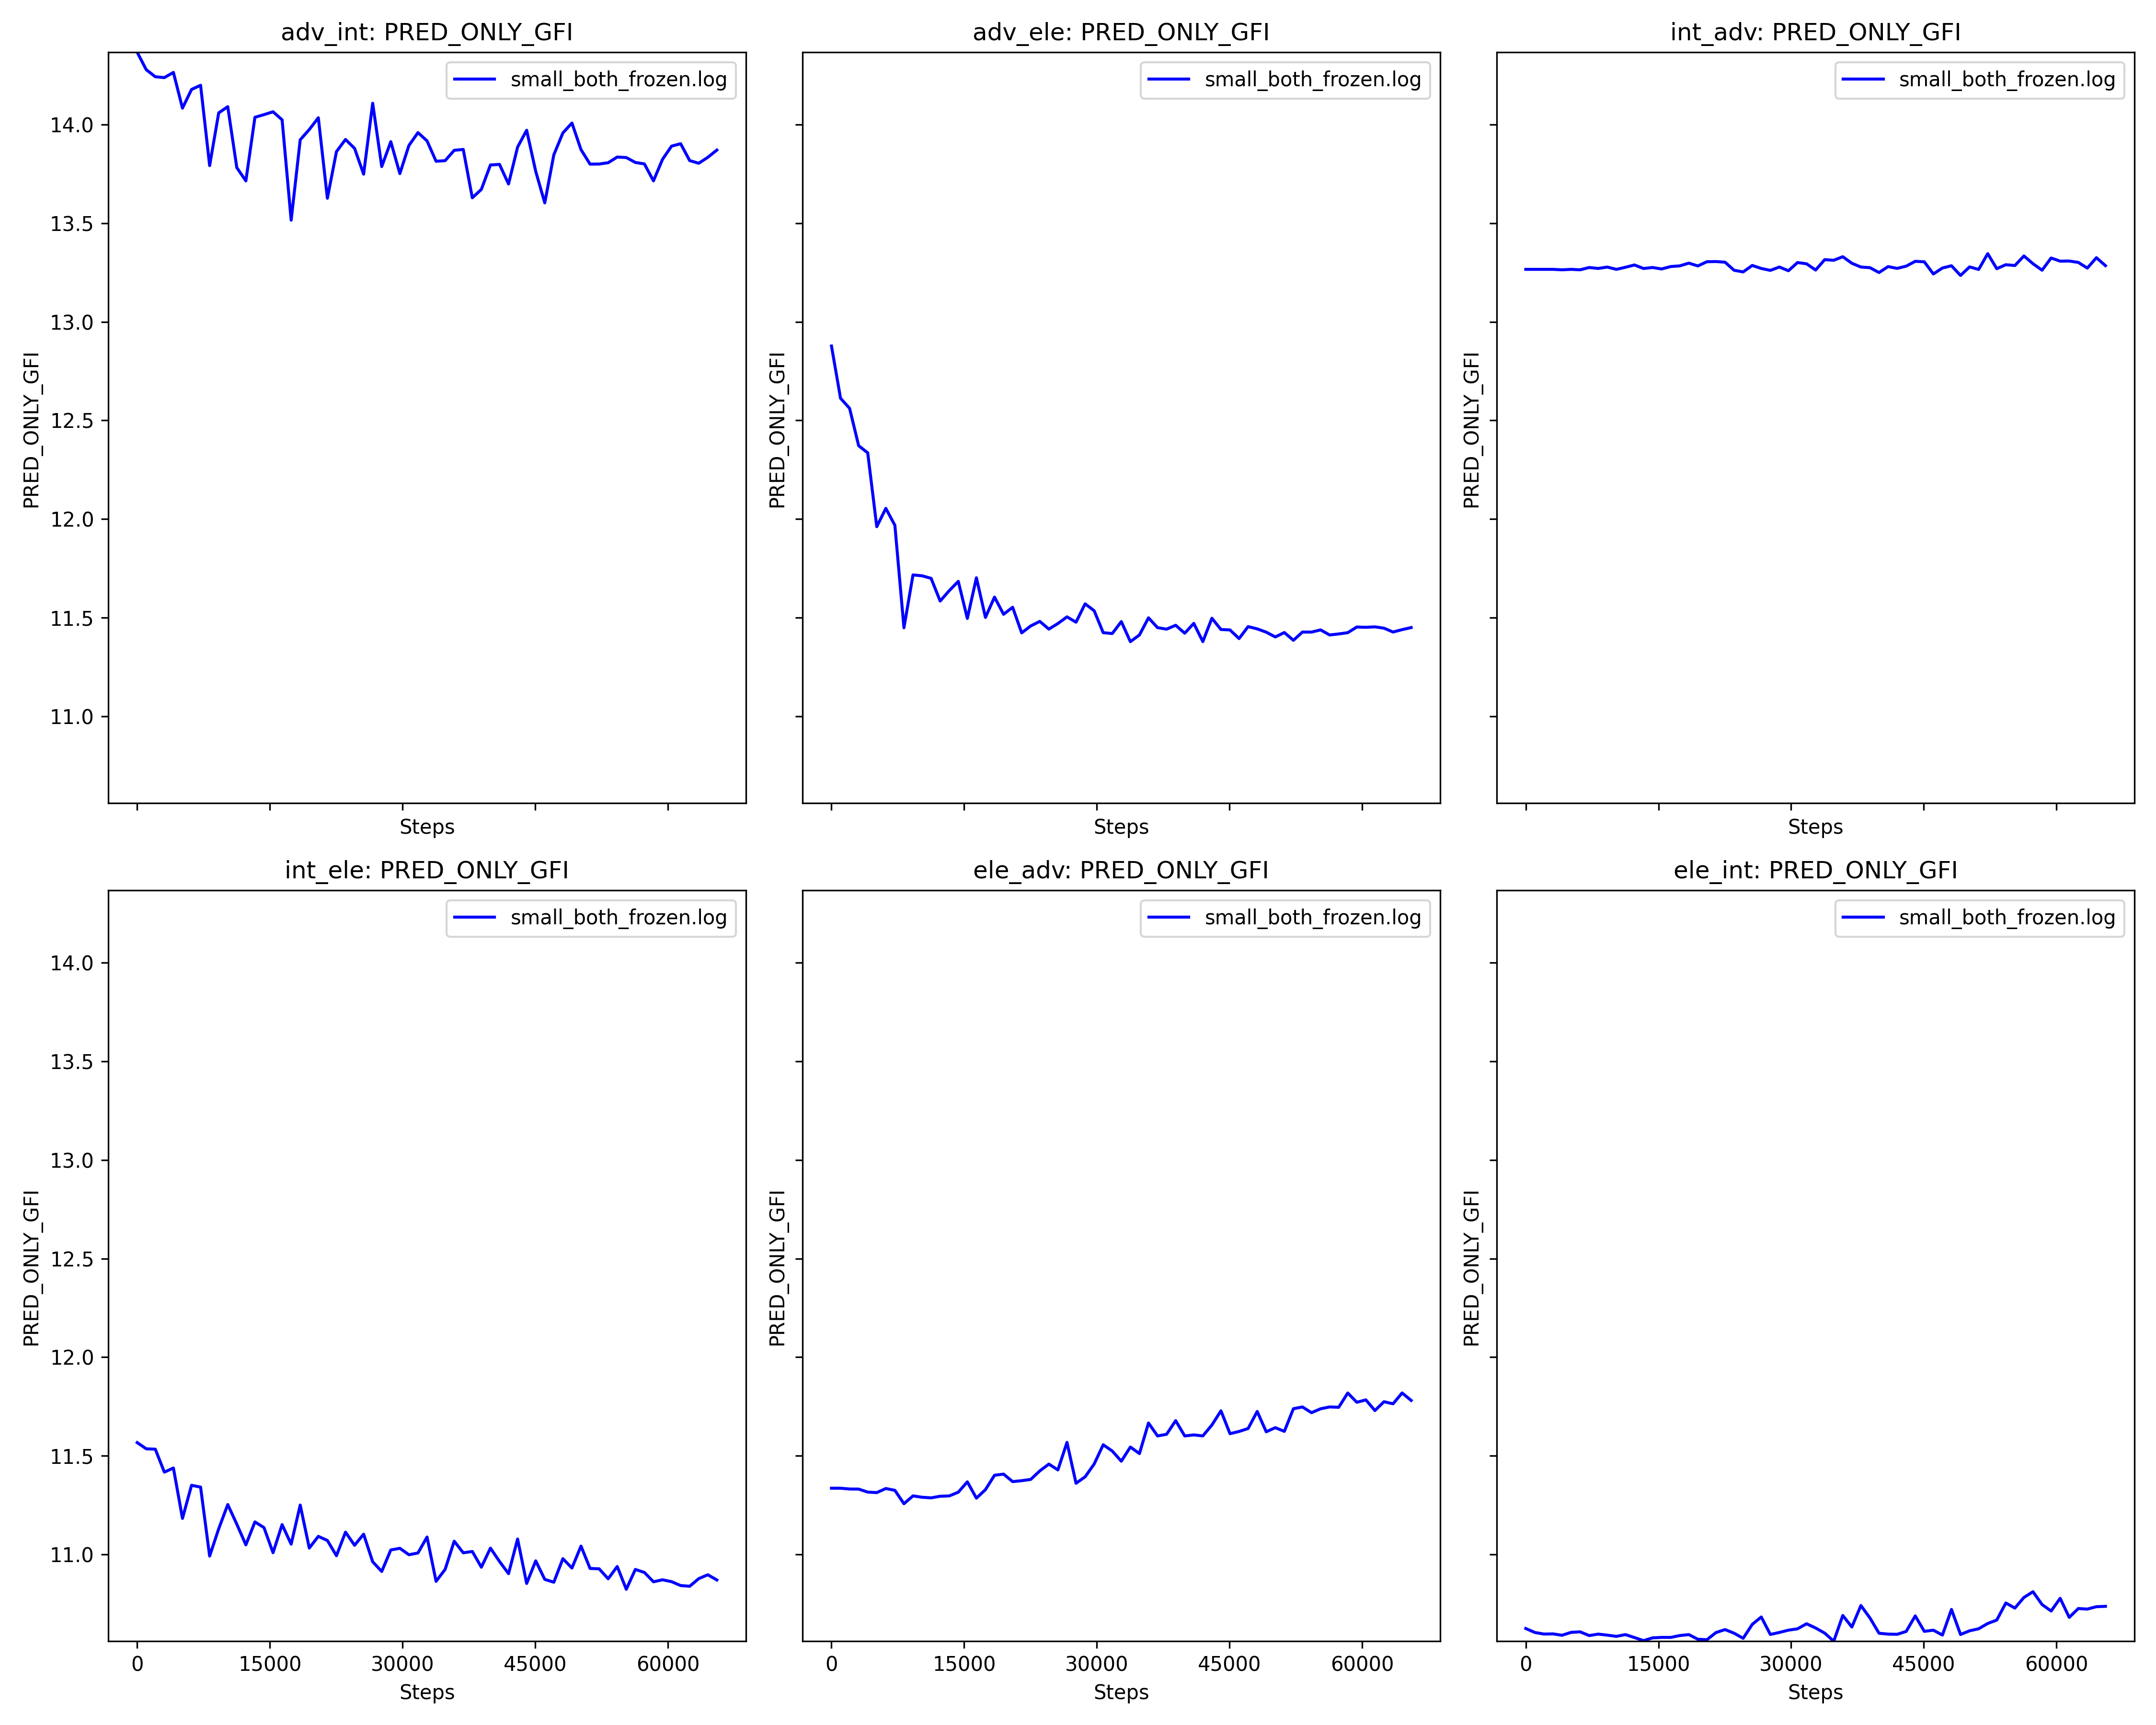 adv_int: PRED_ONLY_GFI
small_both_frozen.log
14.0
13.5
13.0
12.5
12.0
11.5
11.0
PRED_ONLY_GFI
Steps
adv_ele: PRED_ONLY_GFI
small_both_frozen.log
PRED_ONLY_GFI
Steps
int_adv: PRED_ONLY_GFI
small_both_frozen.log
PRED_ONLY_GFI
Steps
int_ele: PRED_ONLY_GFI
small_both_frozen.log
14.0
13.5
13.0
12.5
12.0
11.5
11.0
PRED_ONLY_GFI
0 15000 30000 45000 60000
Steps
ele_adv: PRED_ONLY_GFI
small_both_frozen.log
PRED_ONLY_GFI
0 15000 30000 45000 60000
Steps
ele_int: PRED_ONLY_GFI
small_both_frozen.log
PRED_ONLY_GFI
0 15000 30000 45000 60000
Steps